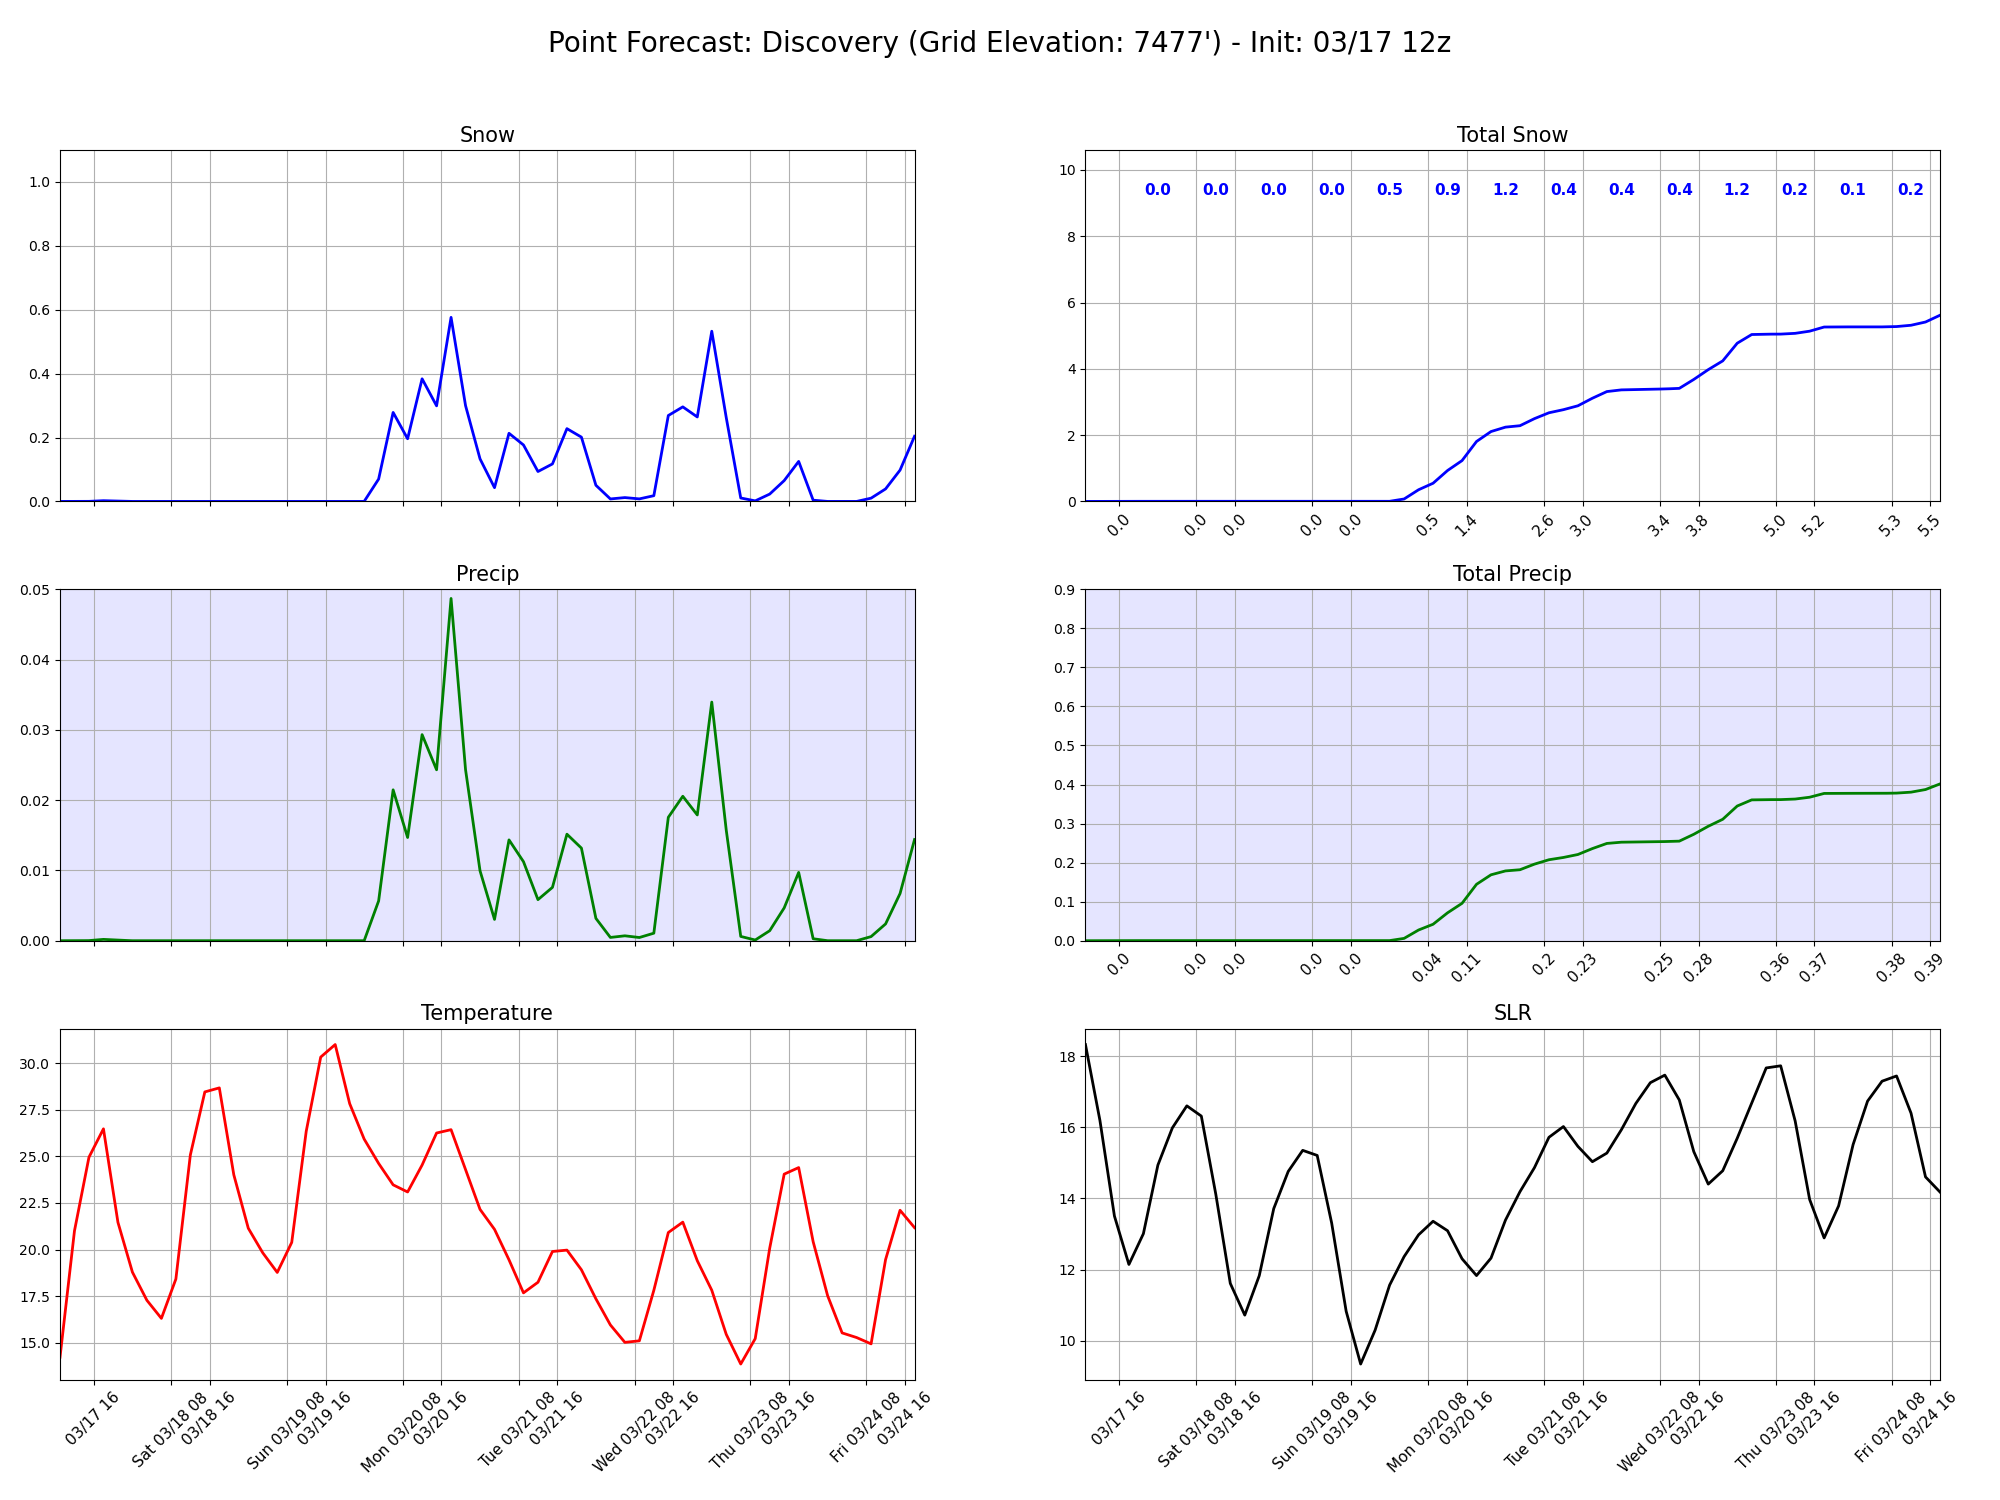 Point Forecast: Discovery (Grid Elevation: 7477') - Init: 03/17 12z
Snow
1.0
0.8
0.6
0.4
0.2
0.0
Total Snow
10
8
6
4
2
0
0.0 0.0 0.0 0.0 0.5 0.9 1.2 0.4 0.4 0.4 1.2 0.2 0.1 0.2
0.0 0.0 0.0 0.0 0.0 0.5 1.4 2.6 3.0 3.4 3.8 5.0 5.2 5.3 5.5
Precip
0.05
0.04
0.03
0.02
0.01
0.00
Total Precip
0.9
0.8
0.7
0.6
0.5
0.4
0.3
0.2
0.1
0.0
0.0 0.0 0.0 0.0 0.0 0.04 0.11 0.2 0.23 0.25 0.28 0.36 0.37 0.38 0.39
Temperature
30.0
27.5
25.0
22.5
20.0
17.5
15.0
03/17 16
Sat 03/18 08
03/18 16
Sun 03/19 08
03/19 16
Mon 03/20 08
03/20 16
Tue 03/21 08
03/21 16
Wed 03/22 08
03/22 16
Thu 03/23 08
03/23 16
Fri 03/24 08
03/24 16
SLR
18
16
14
12
10
03/17 16
Sat 03/18 08
03/18 16
Sun 03/19 08
03/19 16
Mon 03/20 08
03/20 16
Tue 03/21 08
03/21 16
Wed 03/22 08
03/22 16
Thu 03/23 08
03/23 16
Fri 03/24 08
03/24 16